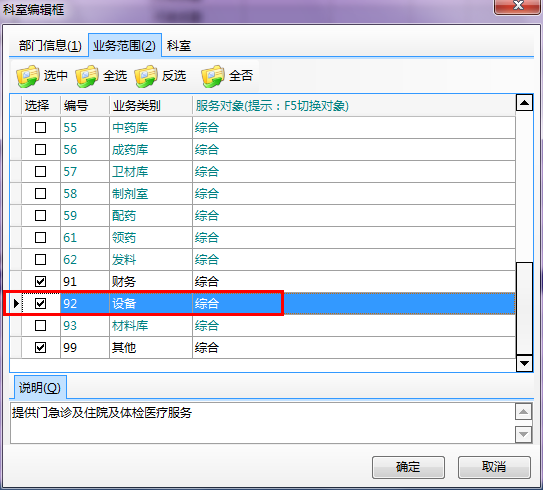 科室编辑框
部门信息(1) 业务范围(2) 科室
选中 全选 反选 全否
选择 编号 业务类别 服务对象(提示：F5切换对象)
55 中药库 综合
56 成药库 综合
57 卫材库 综合
58 制剂室 综合
59 配药 综合
61 领药 综合
62 发料 综合
91 财务 综合
92 设备 综合
93 材料库 综合
99 其他 综合
说明(Q)
提供门急诊及住院及体检医疗服务
确定 取消